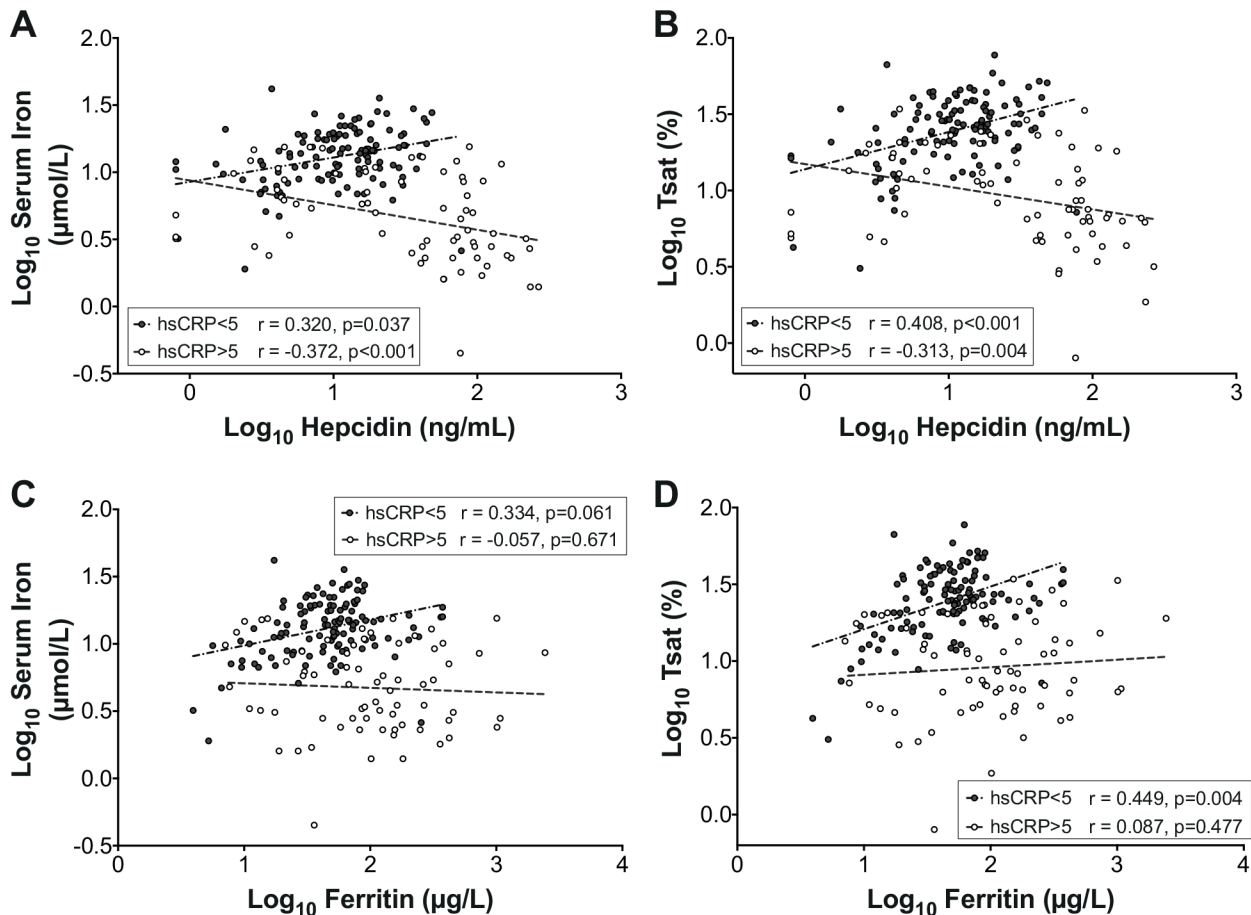 A
2.0
1.5
1.0
0.5
0.0
-0.5
Log10 Serum Iron
(µmol/L)
hsCRP<5 r = 0.320, p=0.037
hsCRP>5 r = -0.372, p<0.001
0 1 2 3
Log10 Hepcidin (ng/mL)
B
2.0
1.5
1.0
0.5
0.0
Log10 Tsat (%)
hsCRP<5 r = 0.408, p<0.001
hsCRP>5 r = -0.313, p=0.004
0 1 2 3
Log10 Hepcidin (ng/mL)
C
2.0
1.5
1.0
0.5
0.0
-0.5
Log10 Serum Iron
(µmol/L)
hsCRP<5 r = 0.334, p=0.061
hsCRP>5 r = -0.057, p=0.671
0 1 2 3 4
Log10 Ferritin (µg/L)
D
2.0
1.5
1.0
0.5
0.0
Log10 Tsat (%)
hsCRP<5 r = 0.449, p=0.004
hsCRP>5 r = 0.087, p=0.477
0 1 2 3 4
Log10 Ferritin (µg/L)